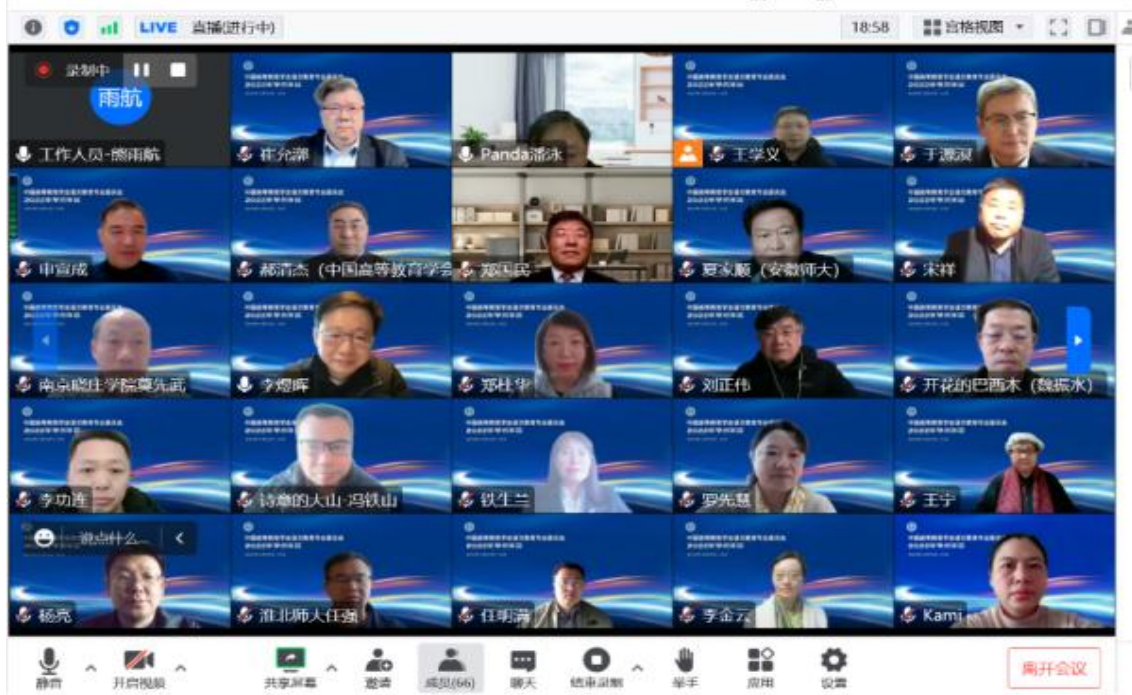 LIVE 直播(进行中)
18:58 宫格视图
录制中
雨航
工作人员-熊雨航
崔允漷
Panda潘泳
王学义
于源溟
申宣成
郝清杰（中国高等教育学会
郑国民
夏家顺（安徽师大）
宋祥
南京晓庄学院莫先武
李煜晖
郑桂华
刘正伟
开花的巴西木（魏振水）
李功连
诗意的大山-冯铁山
铁生兰
罗先慧
王宁
说点什么...
杨亮
淮北师大任强
任明满
李金云
Kami
静音 开启视频 共享屏幕 邀请 成员(66) 聊天 结束录制 举手 应用 设置 离开会议